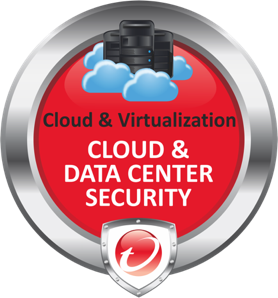 Cloud & Virtualization
CLOUD &
DATA CENTER
SECURITY